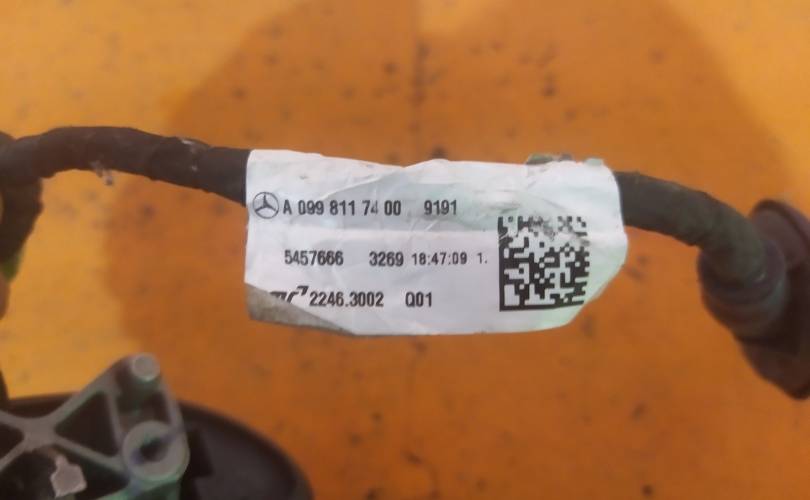 A 099 811 74 00 9191
5457666 3269 18:47:09 1.
2246.3002 Q01